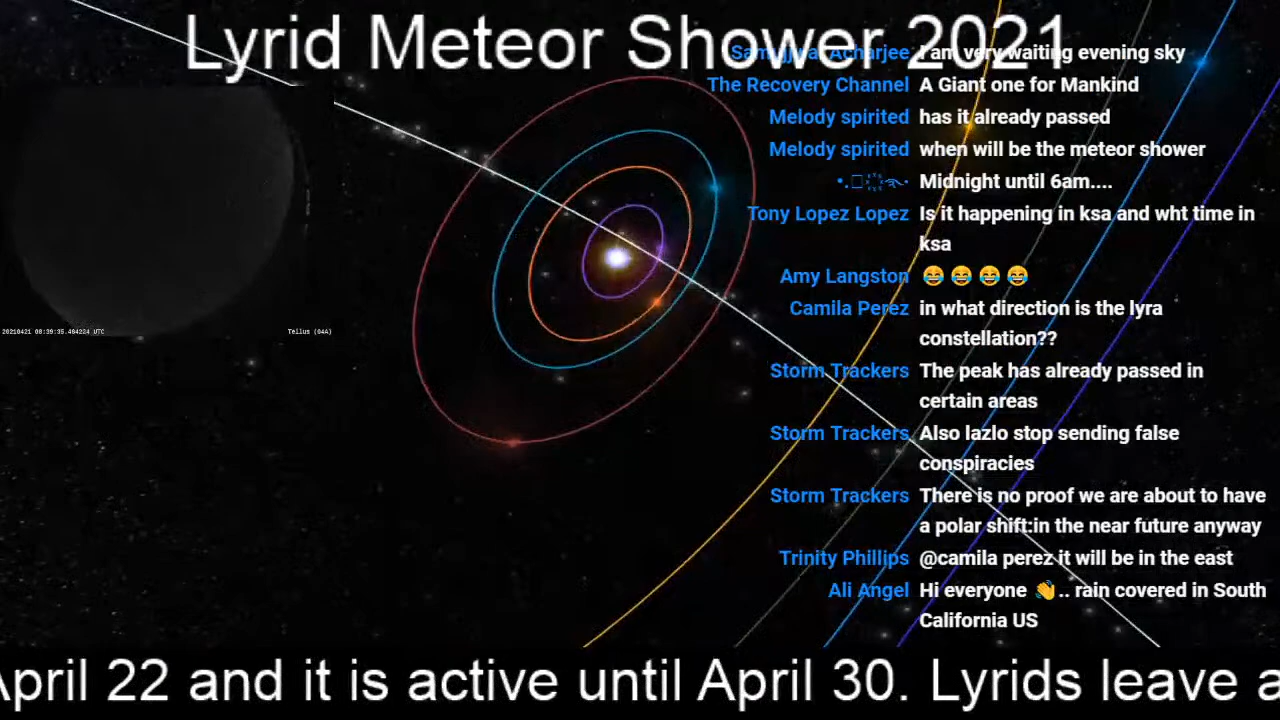 Lyrid Meteor Shower 2021
I am very waiting evening sky
The Recovery Channel A Giant one for Mankind
Melody spirited has it already passed
Melody spirited when will be the meteor shower
Midnight until 6am....
Tony Lopez Lopez Is it happening in ksa and wht time in
ksa
Amy Langston 😂 😂 😂 😂
Camila Perez in what direction is the lyra
constellation??
Storm Trackers The peak has already passed in
certain areas
Storm Trackers Also lazlo stop sending false
conspiracies
Storm Trackers There is no proof we are about to have
a polar shift:in the near future anyway
Trinity Phillips @camila perez it will be in the east
Ali Angel Hi everyone 👋.. rain covered in South
California US
UTC Tellus (04A)
April 22 and it is active until April 30. Lyrids leave a